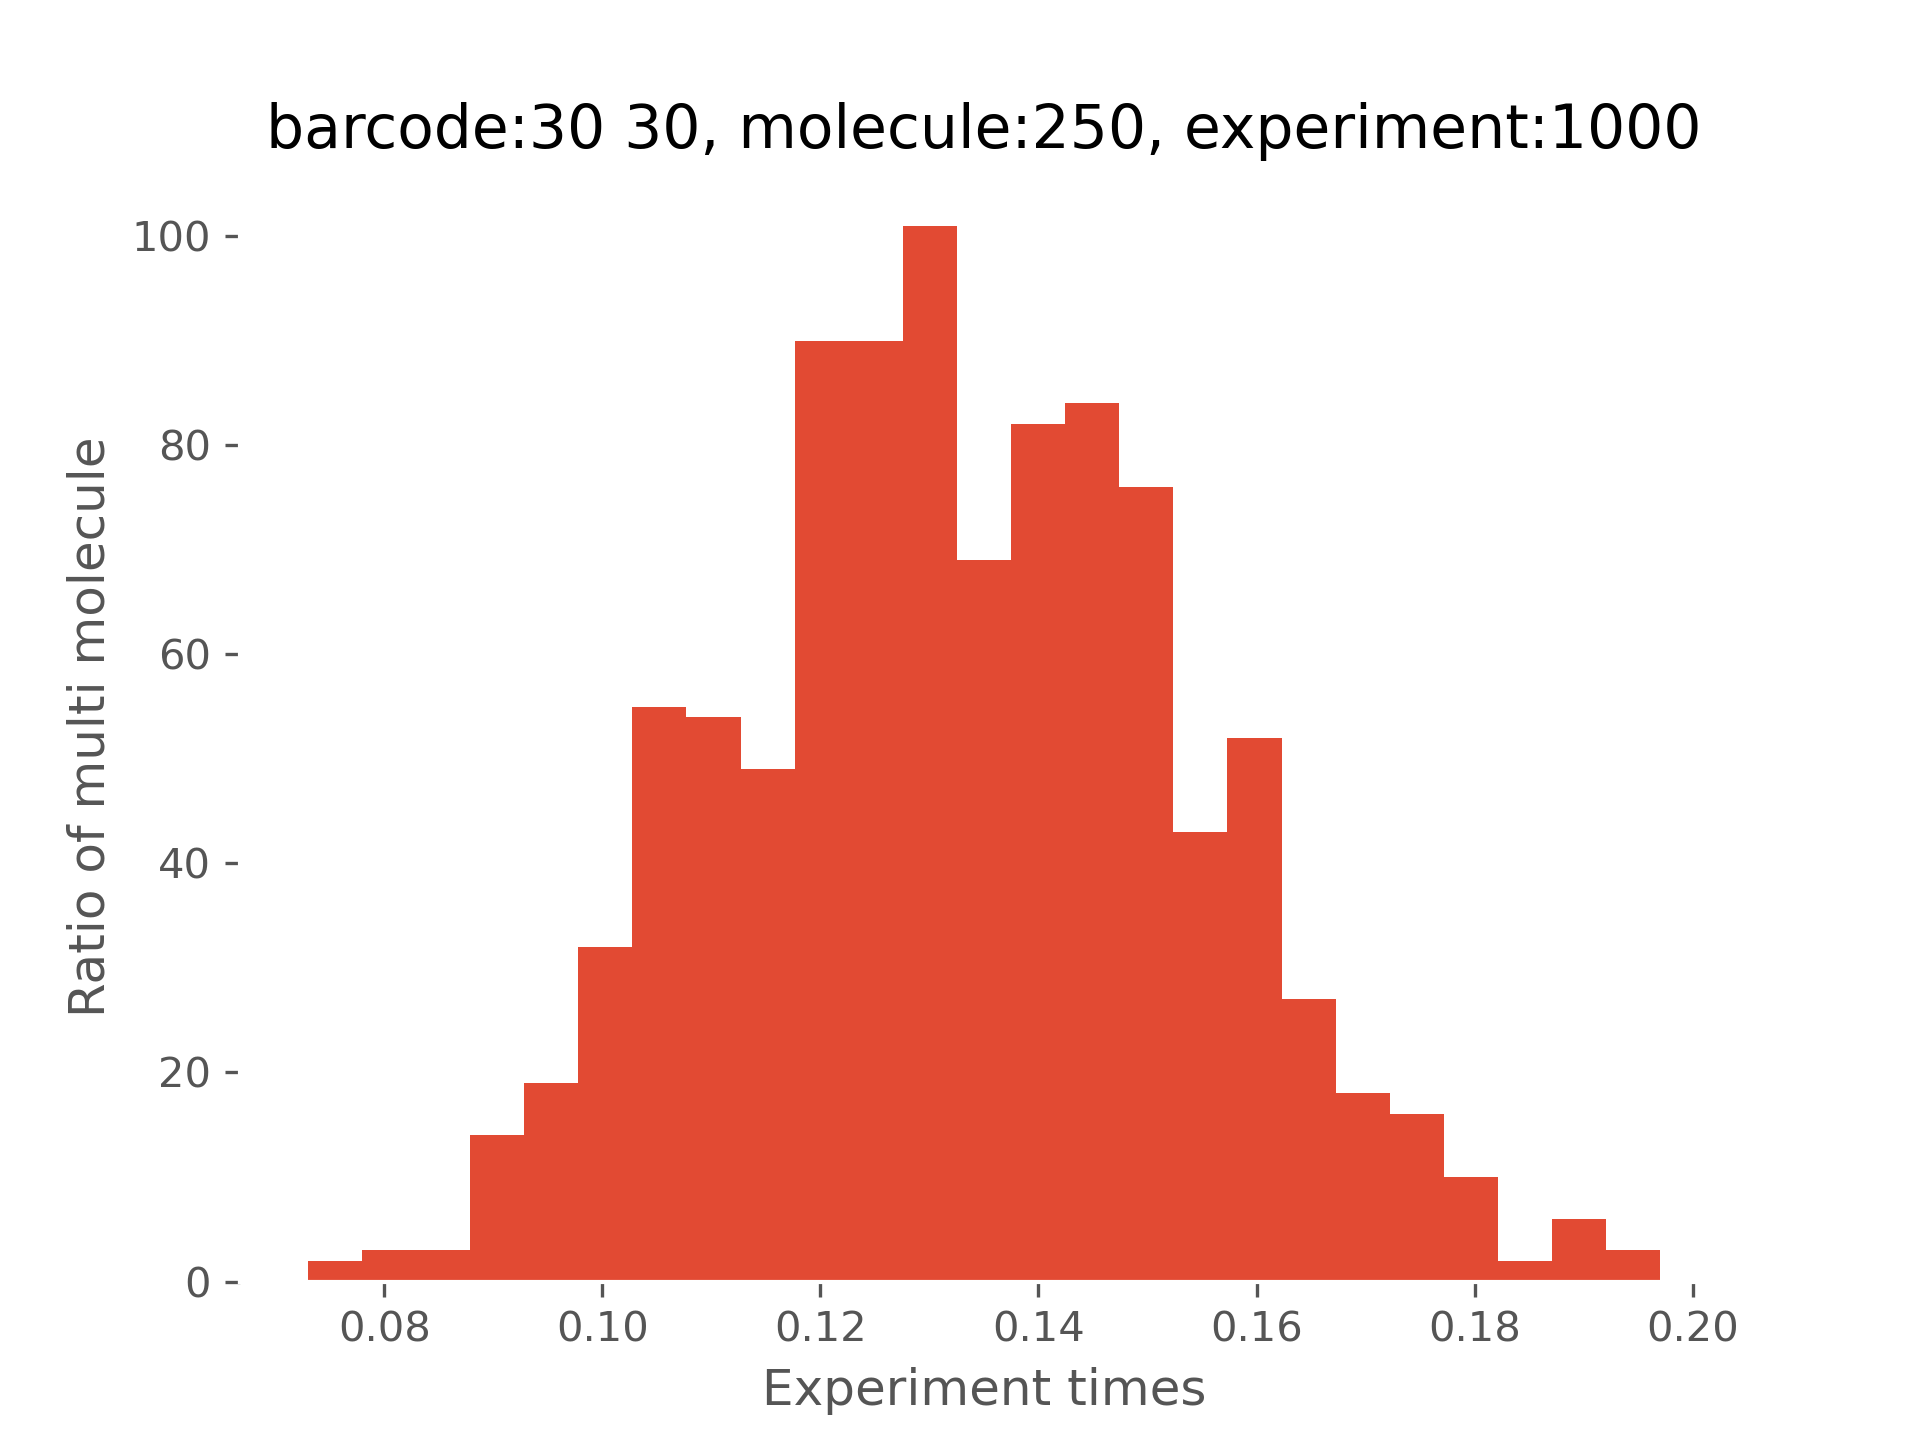 barcode:30 30, molecule:250, experiment:1000
100
80
60
40
20
0
Ratio of multi molecule
0.08 0.10 0.12 0.14 0.16 0.18 0.20
Experiment times